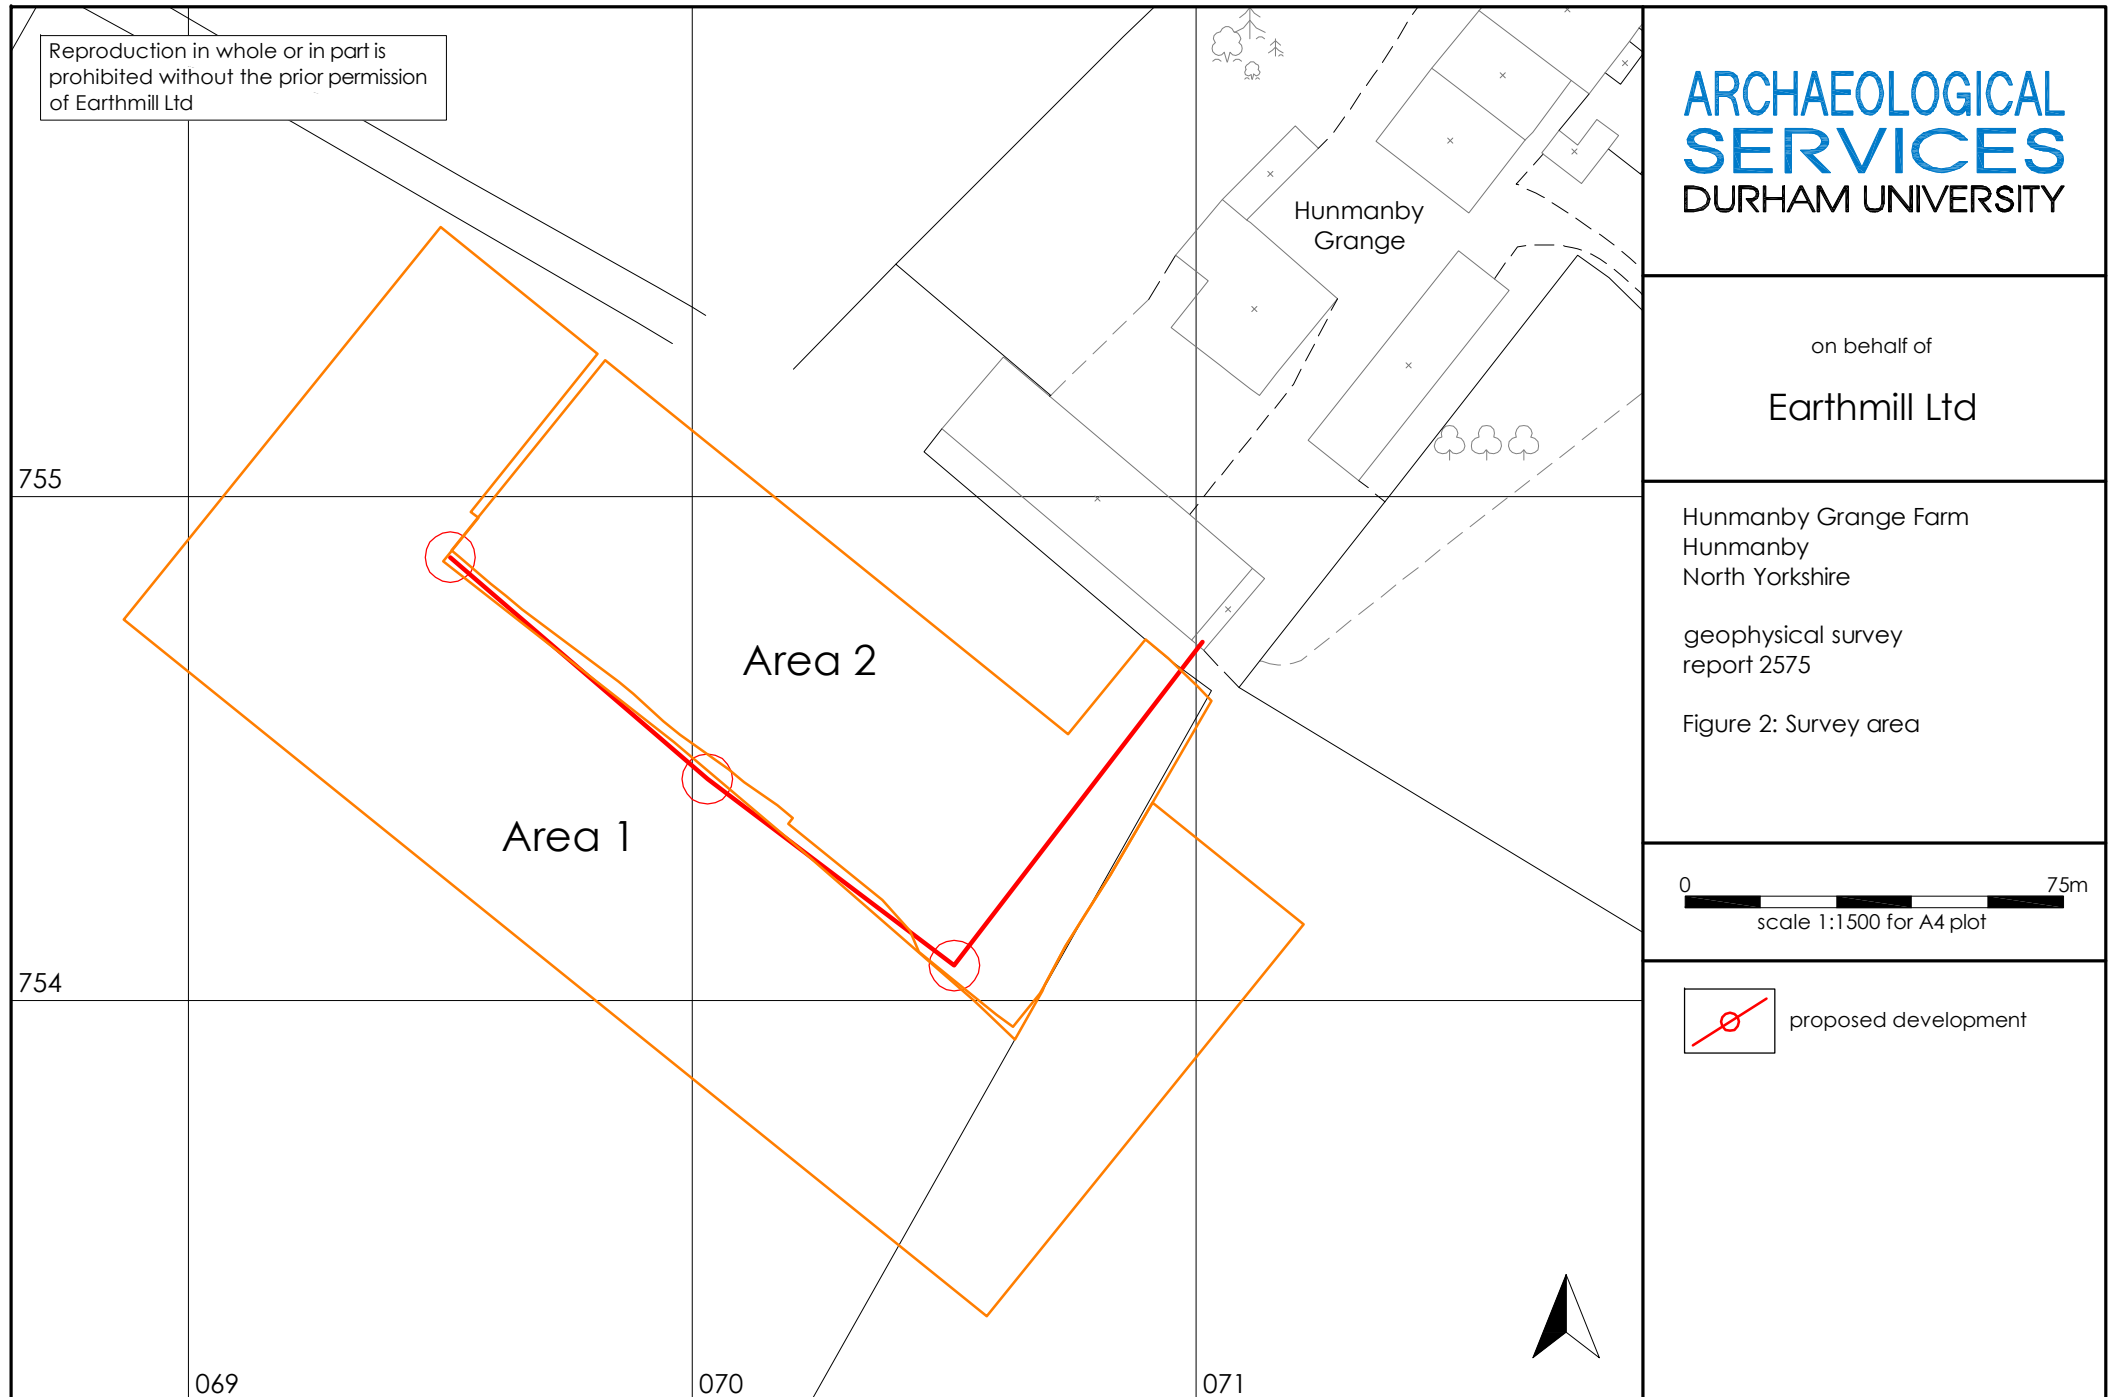 Reproduction in whole or in part is
prohibited without the prior permission
of Earthmill Ltd
Hunmanby
Grange
755
Area 2
Area 1
754
069
070
071
ARCHAEOLOGICAL
SERVICES
DURHAM UNIVERSITY
on behalf of
Earthmill Ltd
Hunmanby Grange Farm
Hunmanby
North Yorkshire
geophysical survey
report 2575
Figure 2: Survey area
0
75m
scale 1:1500 for A4 plot
proposed development